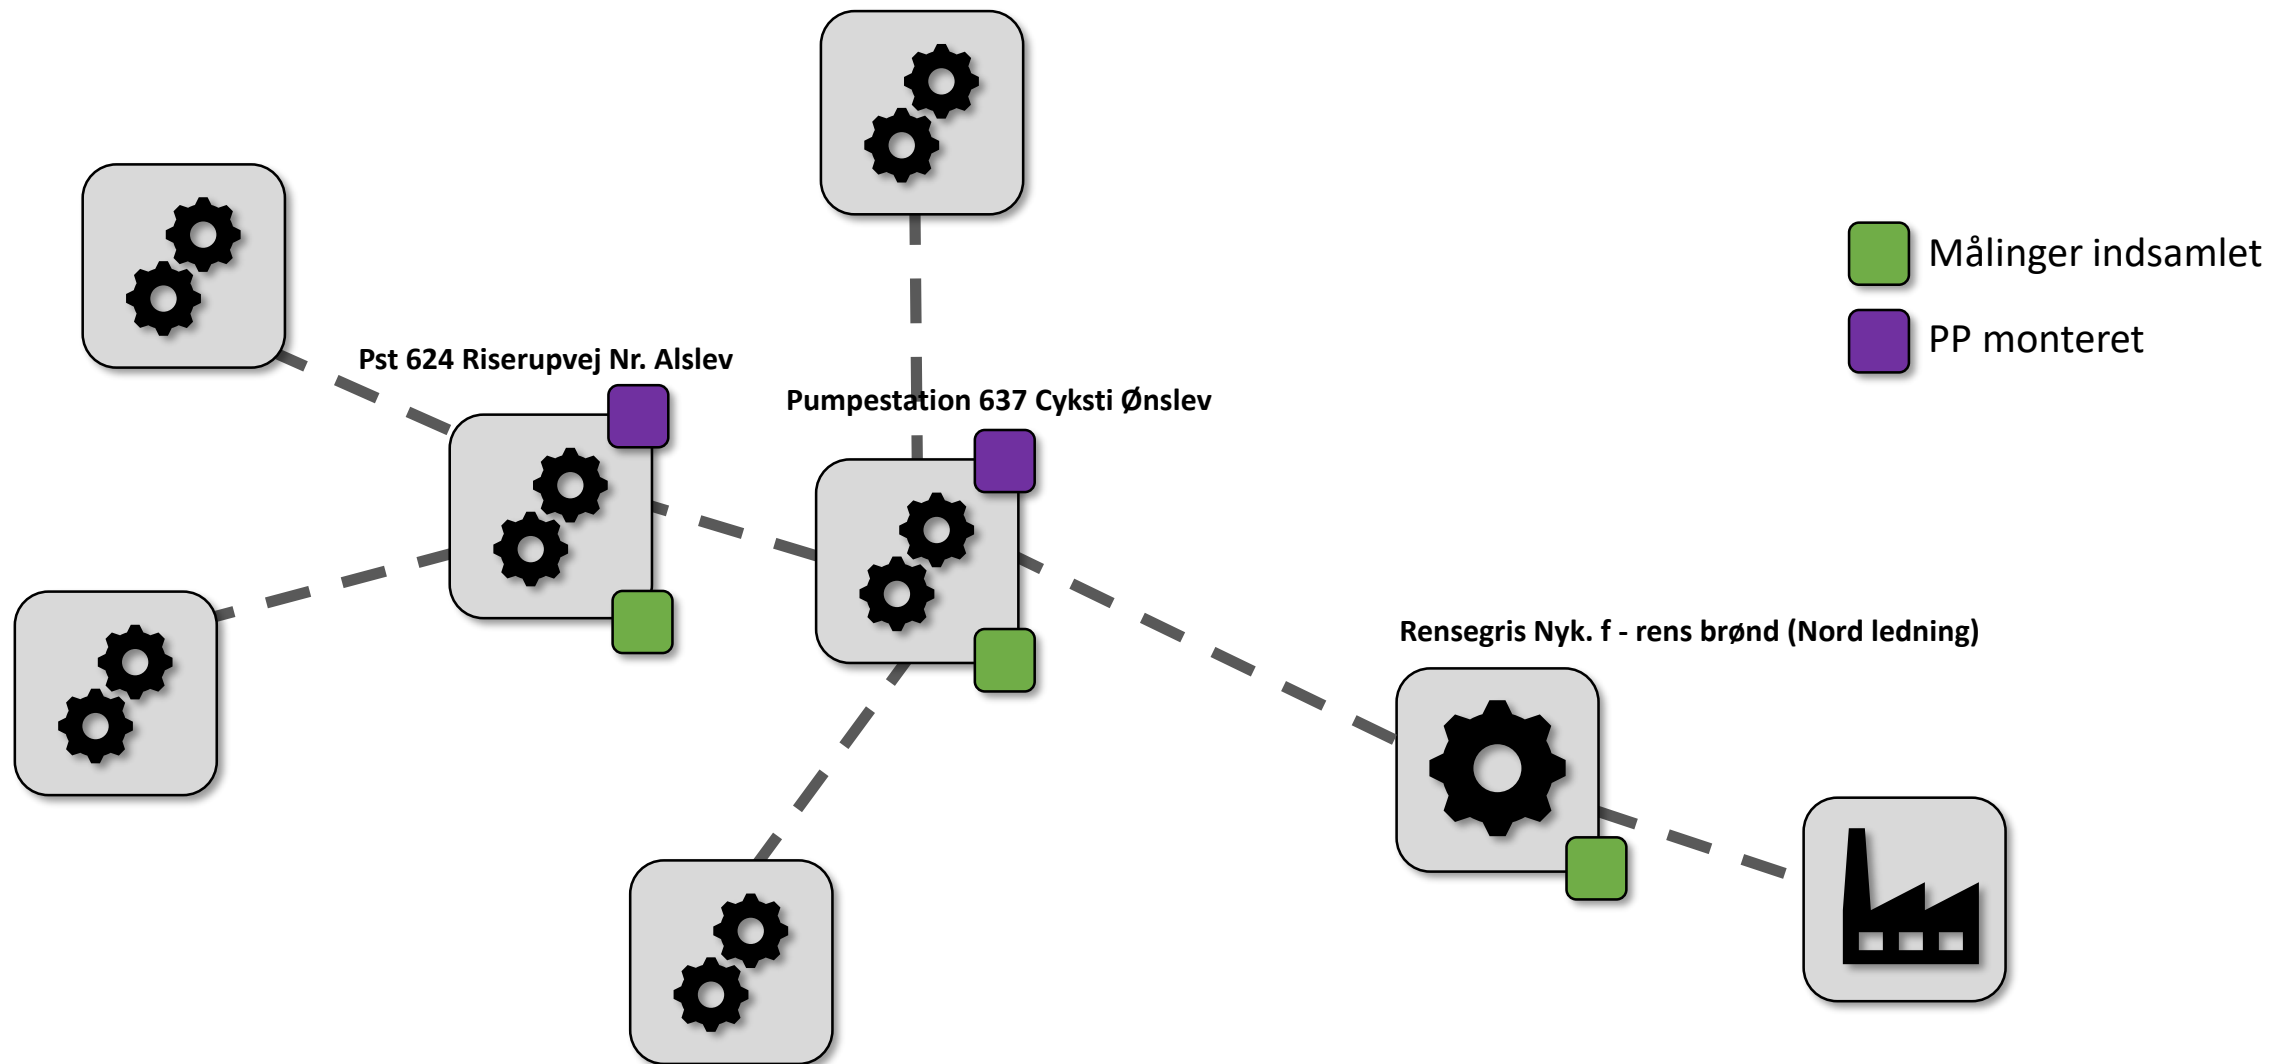 Målinger indsamlet
PP monteret
Pst 624 Riserupvej Nr. Alslev
Pumpestation 637 Cyksti Ønslev
Rensegris Nyk. f - rens brønd (Nord ledning)